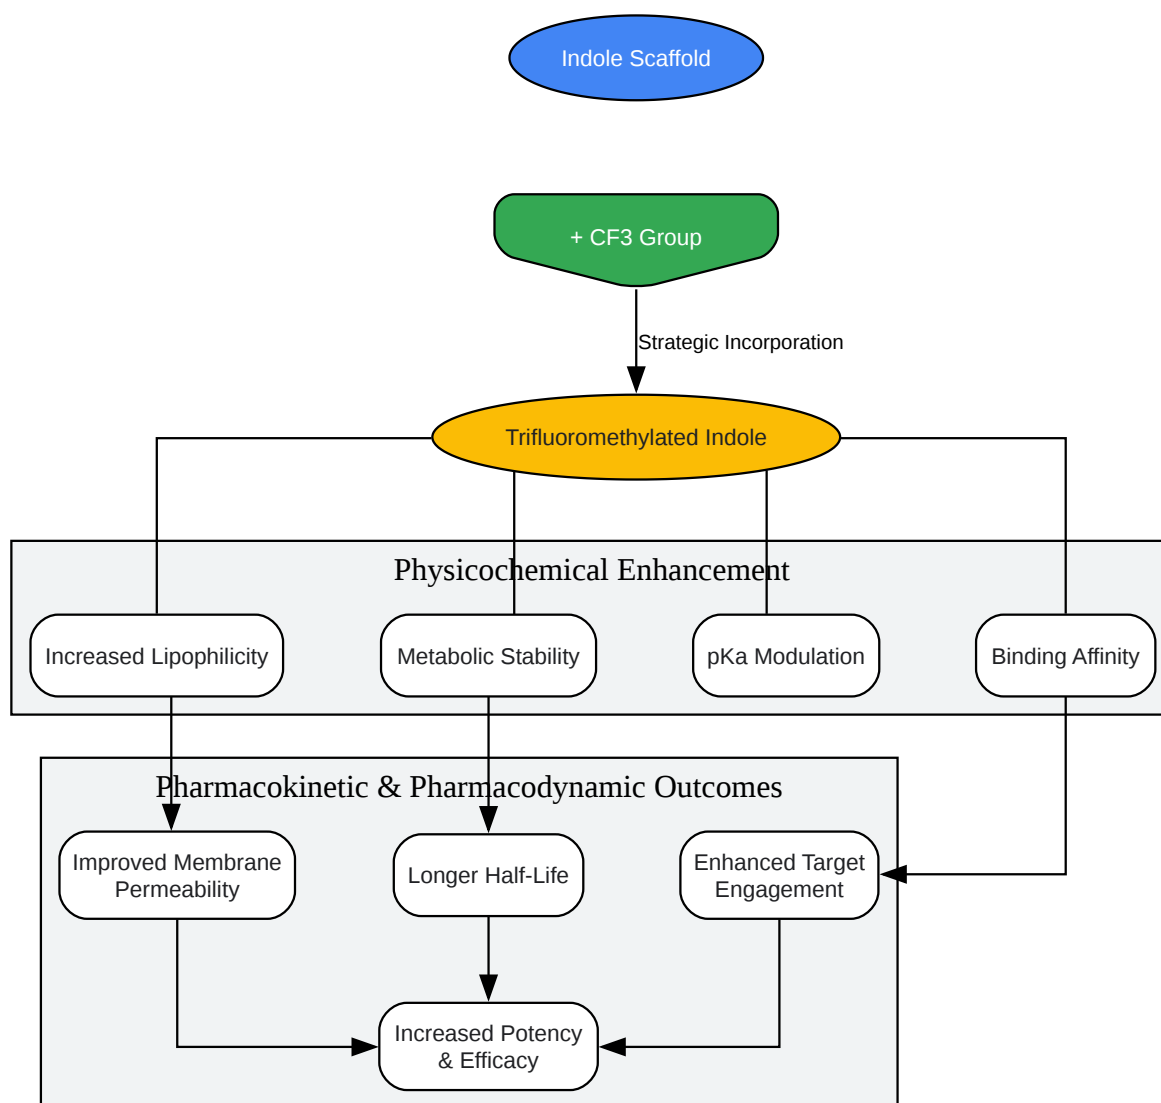 Indole Scaffold
+ CF3 Group
Strategic Incorporation
Trifluoromethylated Indole
Physicochemical Enhancement
Increased Lipophilicity
Metabolic Stability
pKa Modulation
Binding Affinity
Pharmacokinetic & Pharmacodynamic Outcomes
Improved Membrane
Permeability
Longer Half-Life
Enhanced Target
Engagement
Increased Potency
& Efficacy